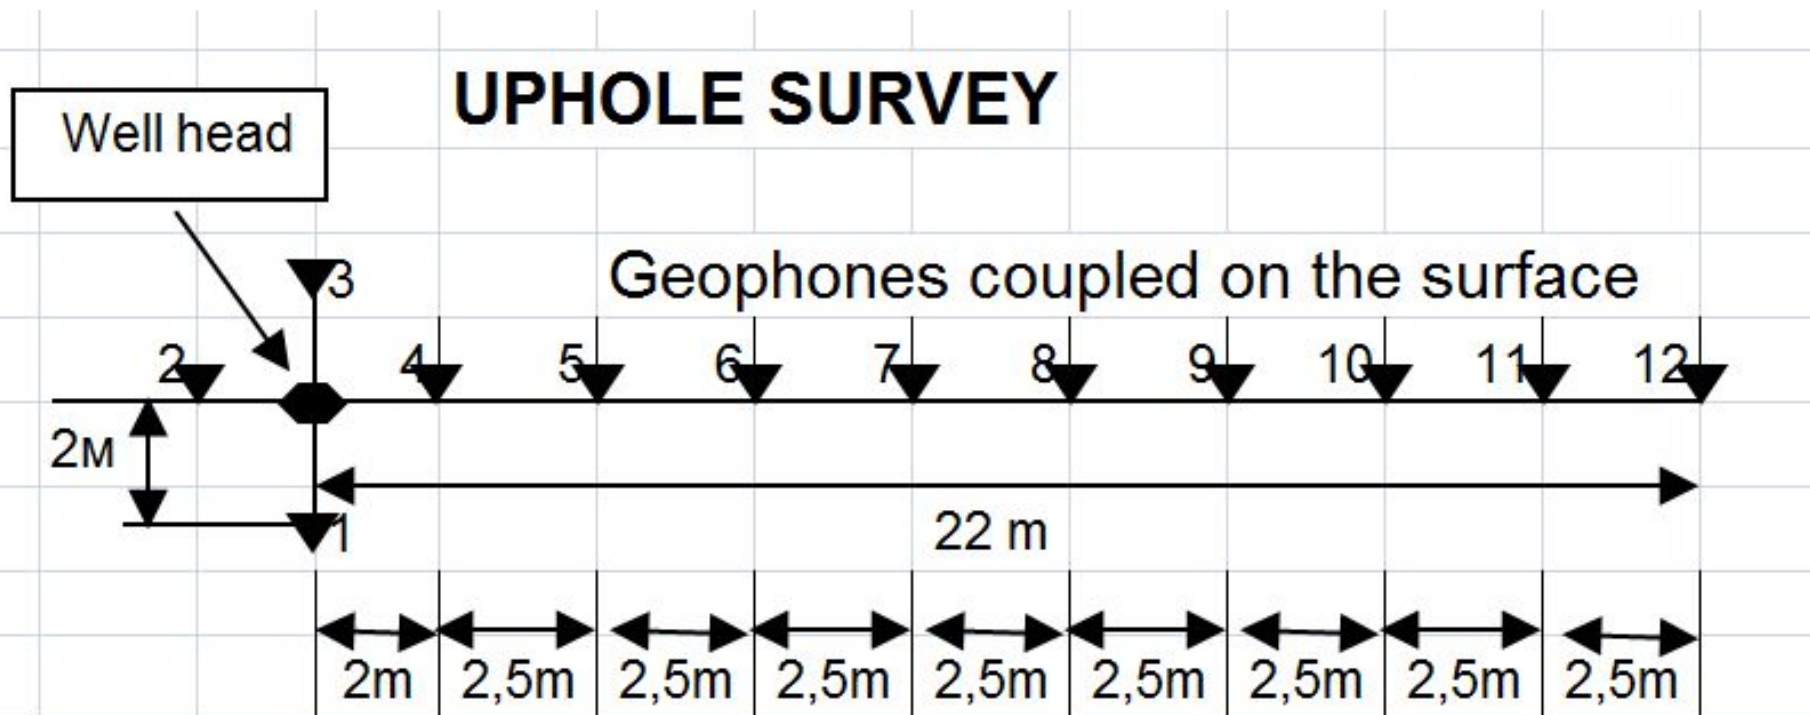 UPHOLE SURVEY
Well head
3
Geophones coupled on the surface
2 4 5 6 7 8 9 10 11 12
2м
22 m
1
2m 2,5m 2,5m 2,5m 2,5m 2,5m 2,5m 2,5m 2,5m